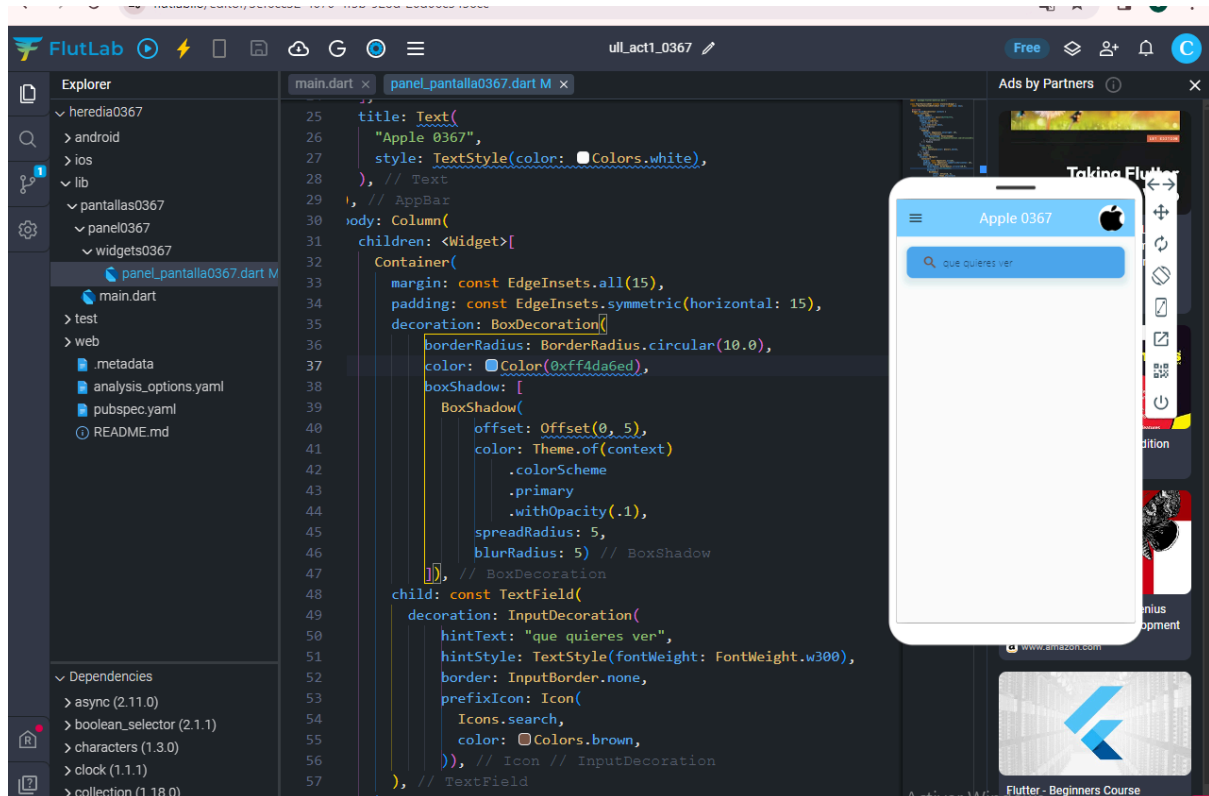 FlutLab
ull_act1_0367
Free
C
Explorer
main.dart ×
panel_pantalla0367.dart M ×
Ads by Partners
heredia0367
android
ios
lib
pantallas0367
panel0367
widgets0367
panel_pantalla0367.dart M
main.dart
test
web
.metadata
analysis_options.yaml
pubspec.yaml
README.md
1
25 title: Text(
26 "Apple 0367",
27 style: TextStyle(color: Colors.white),
28 ), // Text
29 ), // AppBar
30 body: Column(
31 children: <Widget>[
32 Container(
33 margin: const EdgeInsets.all(15),
34 padding: const EdgeInsets.symmetric(horizontal: 15),
35 decoration: BoxDecoration(
36 borderRadius: BorderRadius.circular(10.0),
37 color: Color(0xff4da6ed),
38 boxShadow: [
39 BoxShadow(
40 offset: Offset(0, 5),
41 color: Theme.of(context)
42 .colorScheme
43 .primary
44 .withOpacity(.1),
45 spreadRadius: 5,
46 blurRadius: 5) // BoxShadow
47 ]), // BoxDecoration
48 child: const TextField(
49 decoration: InputDecoration(
50 hintText: "que quieres ver",
51 hintStyle: TextStyle(fontWeight: FontWeight.w300),
52 border: InputBorder.none,
53 prefixIcon: Icon(
54 Icons.search,
55 color: Colors.brown,
56 )), // Icon // InputDecoration
57 ), // TextField
Apple 0367
que quieres ver
Taking Flutter
dition
enius
opment
www.amazon.com
Flutter - Beginners Course
Dependencies
async (2.11.0)
boolean_selector (2.1.1)
characters (1.3.0)
clock (1.1.1)
collection (1.18.0)